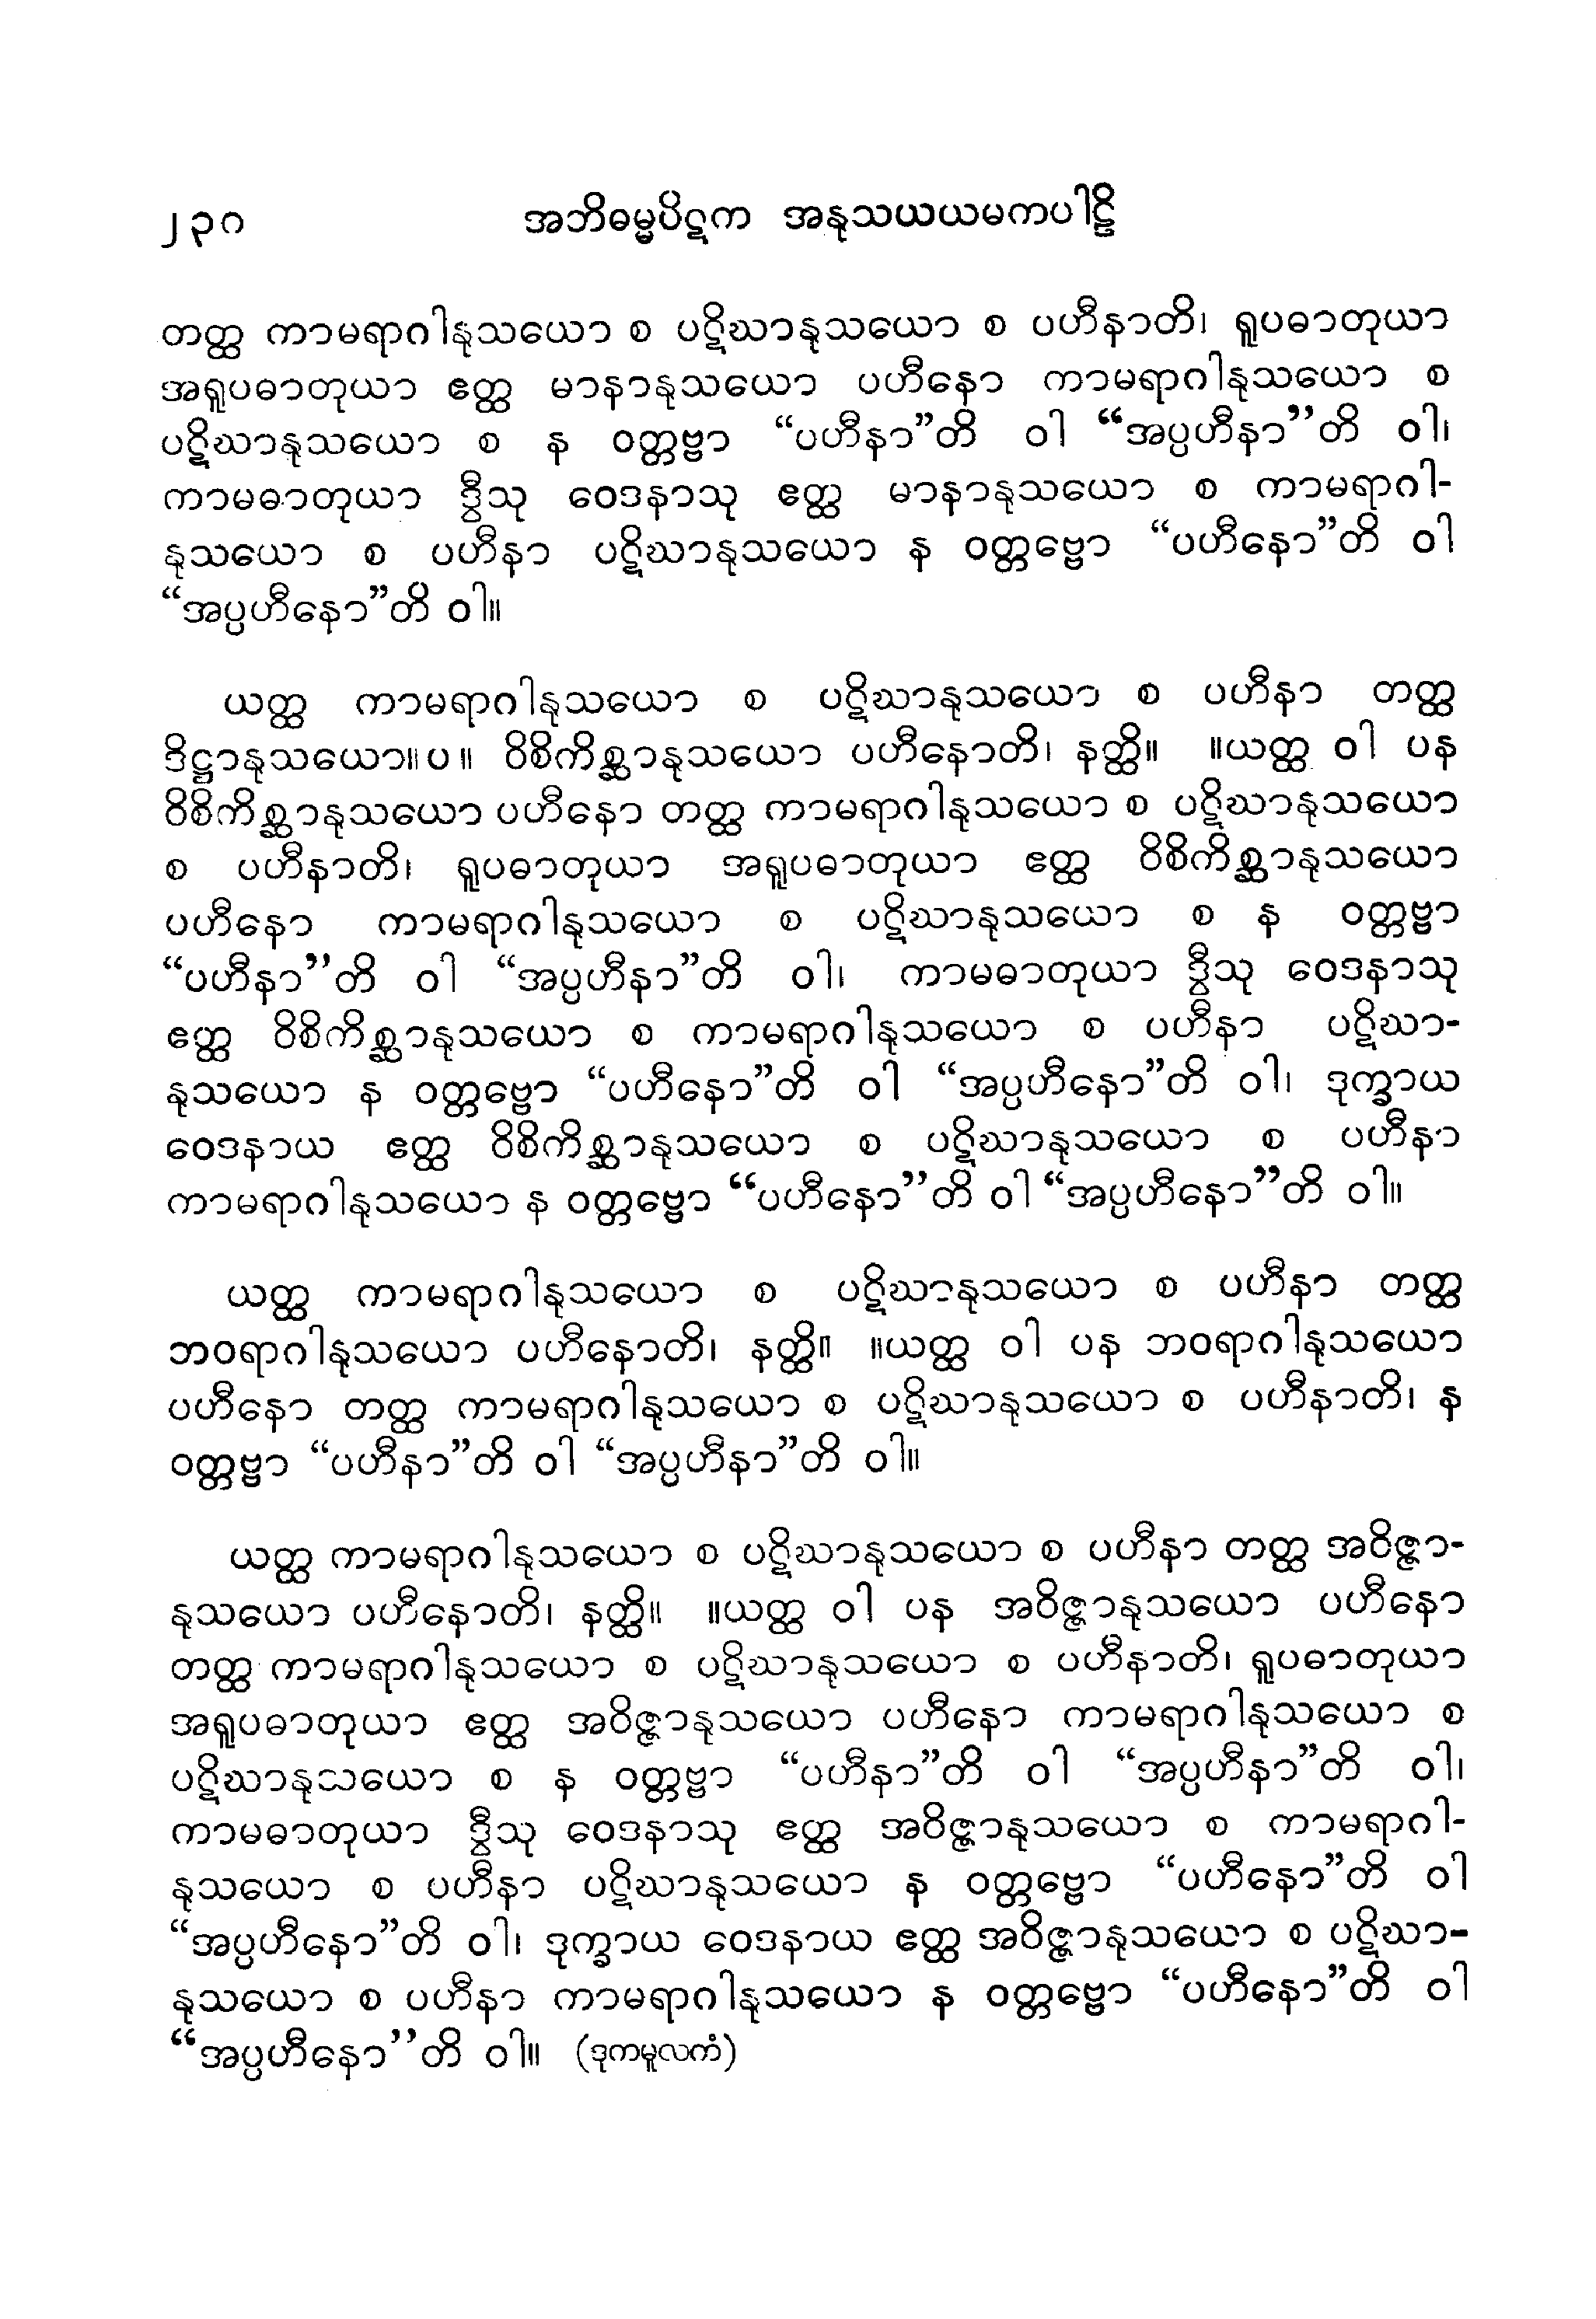 ၂၃၀ အဘိဓမ္မပိဋက အနုသယယမကပါဠိ
တတ္ထ ကာမရာဂါနုသယော စ ပဋိဃာနုသယော စ ပဟီနာတိ၊ ရူပဓာတုယာ
အရူပဓာတုယာ ဧတ္ထ မာနာနုသယော ပဟီနော ကာမရာဂါနုသယော စ
ပဋိဃာနုသယော စ န ဝတ္တဗ္ဗာ “ပဟီနာ”တိ ဝါ “အပ္ပဟီနာ”တိ ဝါ၊
ကာမဓာတုယာ ဒွီသု ဝေဒနာသု ဧတ္ထ မာနာနုသယော စ ကာမရာဂါ-
နုသယော စ ပဟီနာ ပဋိဃာနုသယော န ဝတ္တဗ္ဗော “ပဟီနော”တိ ဝါ
“အပ္ပဟီနော”တိ ဝါ။
ယတ္ထ ကာမရာဂါနုသယော စ ပဋိဃာနုသယော စ ပဟီနာ တတ္ထ
ဒိဋ္ဌာနုသယော။ပ။ ဝိစိကိစ္ဆာနုသယော ပဟီနောတိ၊ နတ္ထိ။ ။ယတ္ထ ဝါ ပန
ဝိစိကိစ္ဆာနုသယော ပဟီနော တတ္ထ ကာမရာဂါနုသယော စ ပဋိဃာနုသယော
စ ပဟီနာတိ၊ ရူပဓာတုယာ အရူပဓာတုယာ ဧတ္ထ ဝိစိကိစ္ဆာနုသယော
ပဟီနော ကာမရာဂါနုသယော စ ပဋိဃာနုသယော စ န ဝတ္တဗ္ဗာ
“ပဟီနာ”တိ ဝါ “အပ္ပဟီနာ”တိ ဝါ၊ ကာမဓာတုယာ ဒွီသု ဝေဒနာသု
ဧတ္ထ ဝိစိကိစ္ဆာနုသယော စ ကာမရာဂါနုသယော စ ပဟီနာ ပဋိဃာ-
နုသယော န ဝတ္တဗ္ဗော “ပဟီနော”တိ ဝါ “အပ္ပဟီနော”တိ ဝါ၊ ဒုက္ခာယ
ဝေဒနာယ ဧတ္ထ ဝိစိကိစ္ဆာနုသယော စ ပဋိဃာနုသယော စ ပဟီနာ
ကာမရာဂါနုသယော န ဝတ္တဗ္ဗော “ပဟီနော”တိ ဝါ “အပ္ပဟီနော”တိ ဝါ။
ယတ္ထ ကာမရာဂါနုသယော စ ပဋိဃာနုသယော စ ပဟီနာ တတ္ထ
ဘဝရာဂါနုသယော ပဟီနောတိ၊ နတ္ထိ။ ။ယတ္ထ ဝါ ပန ဘဝရာဂါနုသယော
ပဟီနော တတ္ထ ကာမရာဂါနုသယော စ ပဋိဃာနုသယော စ ပဟီနာတိ၊ န
ဝတ္တဗ္ဗာ “ပဟီနာ”တိ ဝါ “အပ္ပဟီနာ”တိ ဝါ။
ယတ္ထ ကာမရာဂါနုသယော စ ပဋိဃာနုသယော စ ပဟီနာ တတ္ထ အဝိဇ္ဇာ-
နုသယော ပဟီနောတိ၊ နတ္ထိ။ ။ယတ္ထ ဝါ ပန အဝိဇ္ဇာနုသယော ပဟီနော
တတ္ထ ကာမရာဂါနုသယော စ ပဋိဃာနုသယော စ ပဟီနာတိ၊ ရူပဓာတုယာ
အရူပဓာတုယာ ဧတ္ထ အဝိဇ္ဇာနုသယော ပဟီနော ကာမရာဂါနုသယော စ
ပဋိဃာနုသယော စ န ဝတ္တဗ္ဗာ “ပဟီနာ”တိ ဝါ “အပ္ပဟီနာ”တိ ဝါ၊
ကာမဓာတုယာ ဒွီသု ဝေဒနာသု ဧတ္ထ အဝိဇ္ဇာနုသယော စ ကာမရာဂါ-
နုသယော စ ပဟီနာ ပဋိဃာနုသယော န ဝတ္တဗ္ဗော “ပဟီနော”တိ ဝါ
“အပ္ပဟီနော”တိ ဝါ၊ ဒုက္ခာယ ဝေဒနာယ ဧတ္ထ အဝိဇ္ဇာနုသယော စ ပဋိဃာ-
နုသယော စ ပဟီနာ ကာမရာဂါနုသယော န ဝတ္တဗ္ဗော “ပဟီနော”တိ ဝါ
“အပ္ပဟီနော”တိ ဝါ။ (ဒုကမူလကံ)